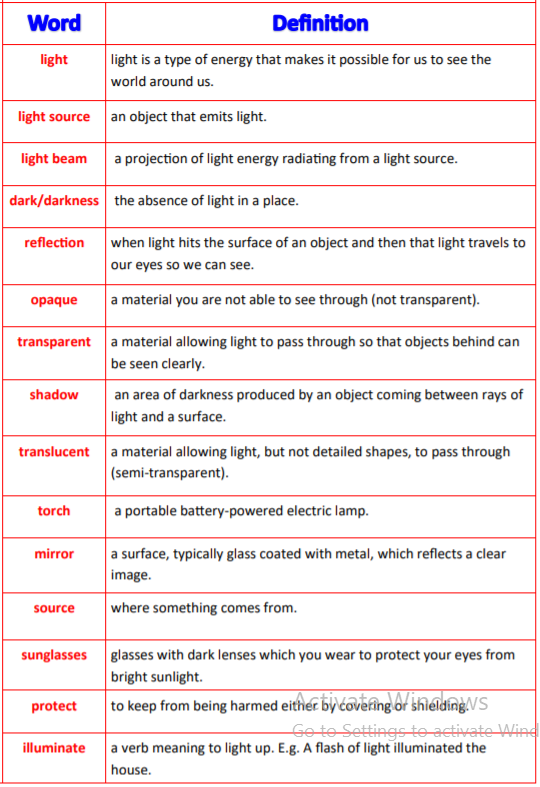 Word Definition
light light is a type of energy that makes it possible for us to see the
world around us.
light source an object that emits light.
light beam a projection of light energy radiating from a light source.
dark/darkness the absence of light in a place.
reflection when light hits the surface of an object and then that light travels to
our eyes so we can see.
opaque a material you are not able to see through (not transparent).
transparent a material allowing light to pass through so that objects behind can
be seen clearly.
shadow an area of darkness produced by an object coming between rays of
light and a surface.
translucent a material allowing light, but not detailed shapes, to pass through
(semi-transparent).
torch a portable battery-powered electric lamp.
mirror a surface, typically glass coated with metal, which reflects a clear
image.
source where something comes from.
sunglasses glasses with dark lenses which you wear to protect your eyes from
bright sunlight.
protect to keep from being harmed either by covering or shielding.
Activate Windows
Go to Settings to activate Wind
illuminate a verb meaning to light up. E.g. A flash of light illuminated the
house.